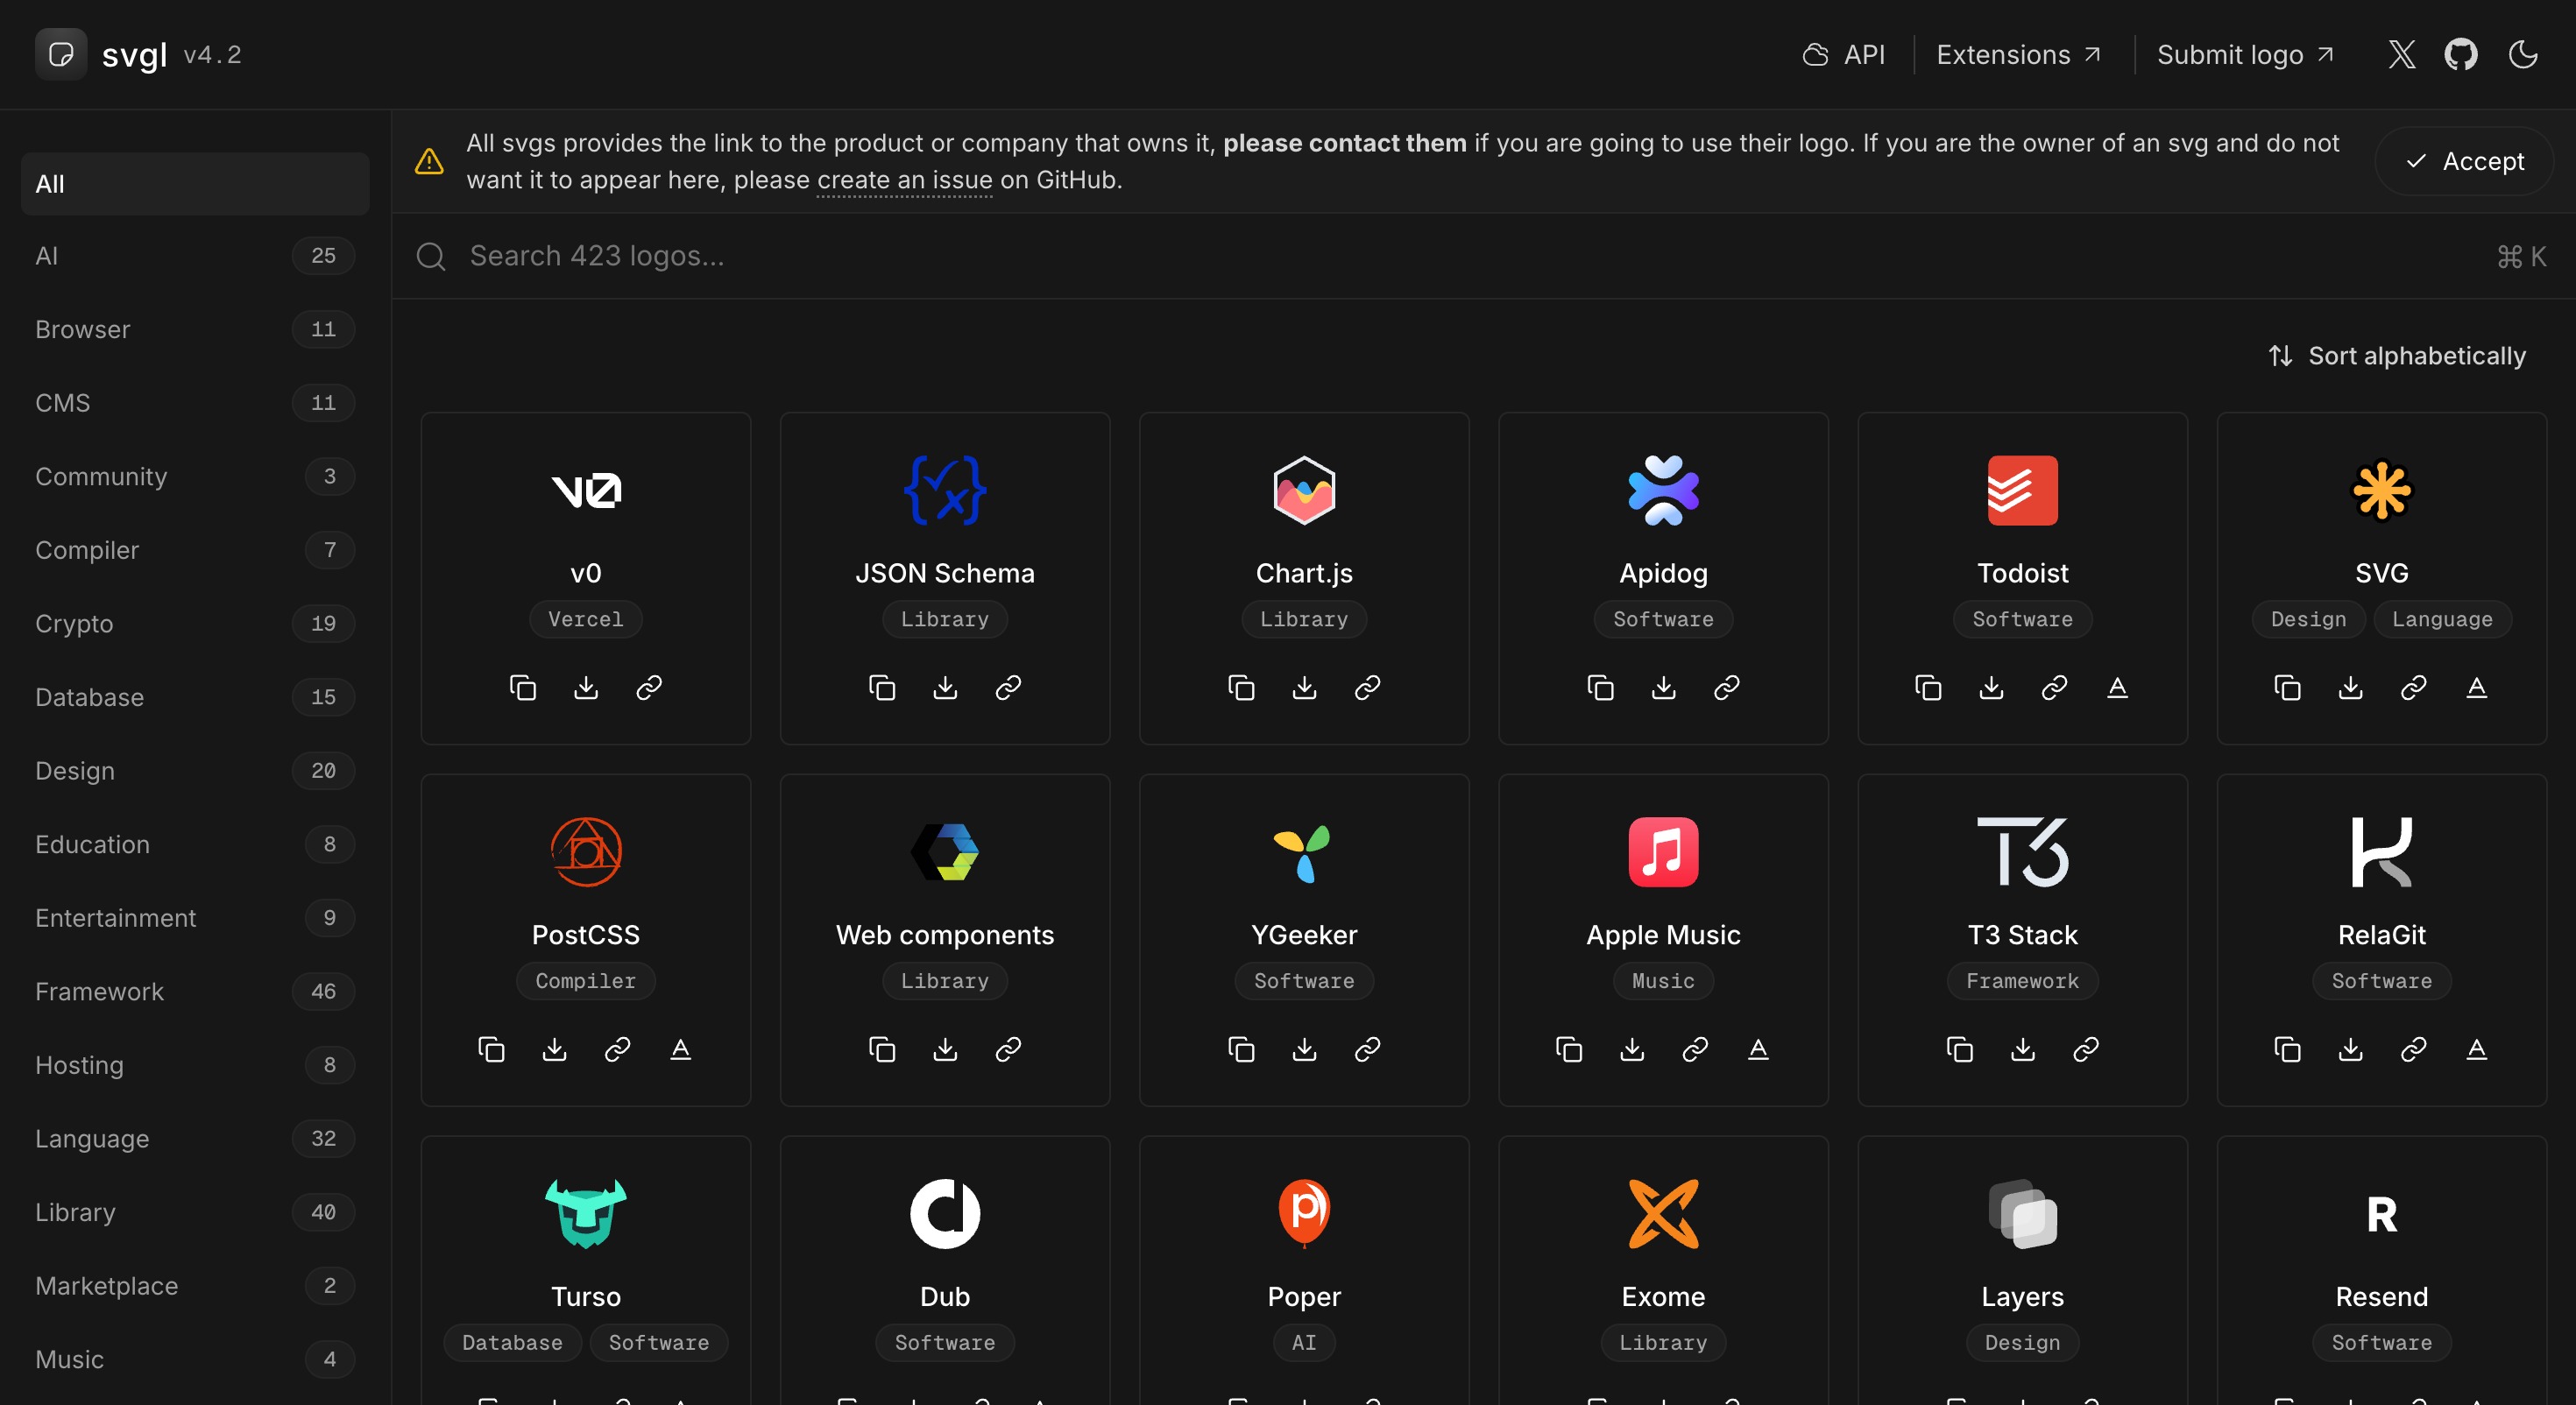 svgl v4.2
API
Extensions
Submit logo
All svgs provides the link to the product or company that owns it, please contact them if you are going to use their logo. If you are the owner of an svg and do not
want it to appear here, please create an issue on GitHub.
Accept
Search 423 logos...
⌘ K
Sort alphabetically
All
AI 25
Browser 11
CMS 11
Community 3
Compiler 7
Crypto 19
Database 15
Design 20
Education 8
Entertainment 9
Framework 46
Hosting 8
Language 32
Library 40
Marketplace 2
Music 4
v0
Vercel
JSON Schema
Library
Chart.js
Library
Apidog
Software
Todoist
Software
SVG
Design Language
PostCSS
Compiler
Web components
Library
YGeeker
Software
Apple Music
Music
T3
T3 Stack
Framework
RelaGit
Software
Turso
Database Software
Dub
Software
Poper
AI
Exome
Library
Layers
Design
R
Resend
Software